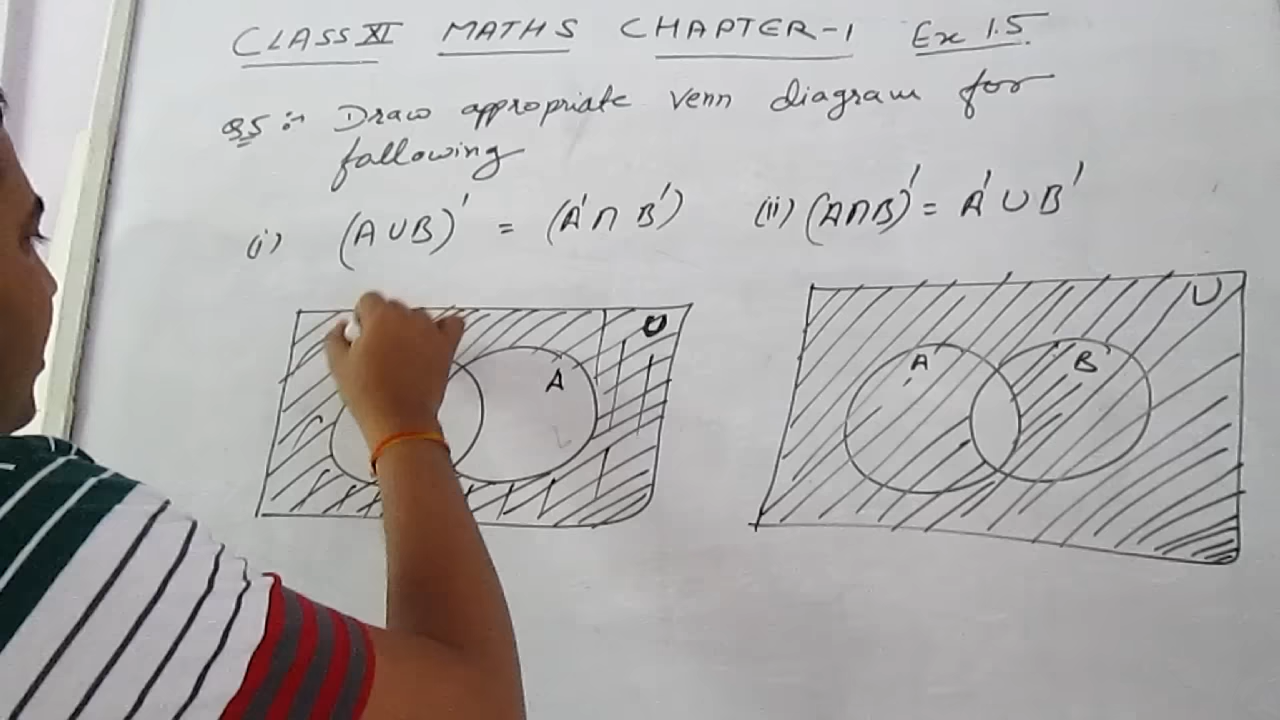 CLASS XI MATHS CHAPTER-1 Ex 1.5
Q5:- Draw appropriate venn diagram for
following
(i) (A∪B)' = (A'∩B') (ii) (A∩B)' = A'∪B'
U
A
U
A B